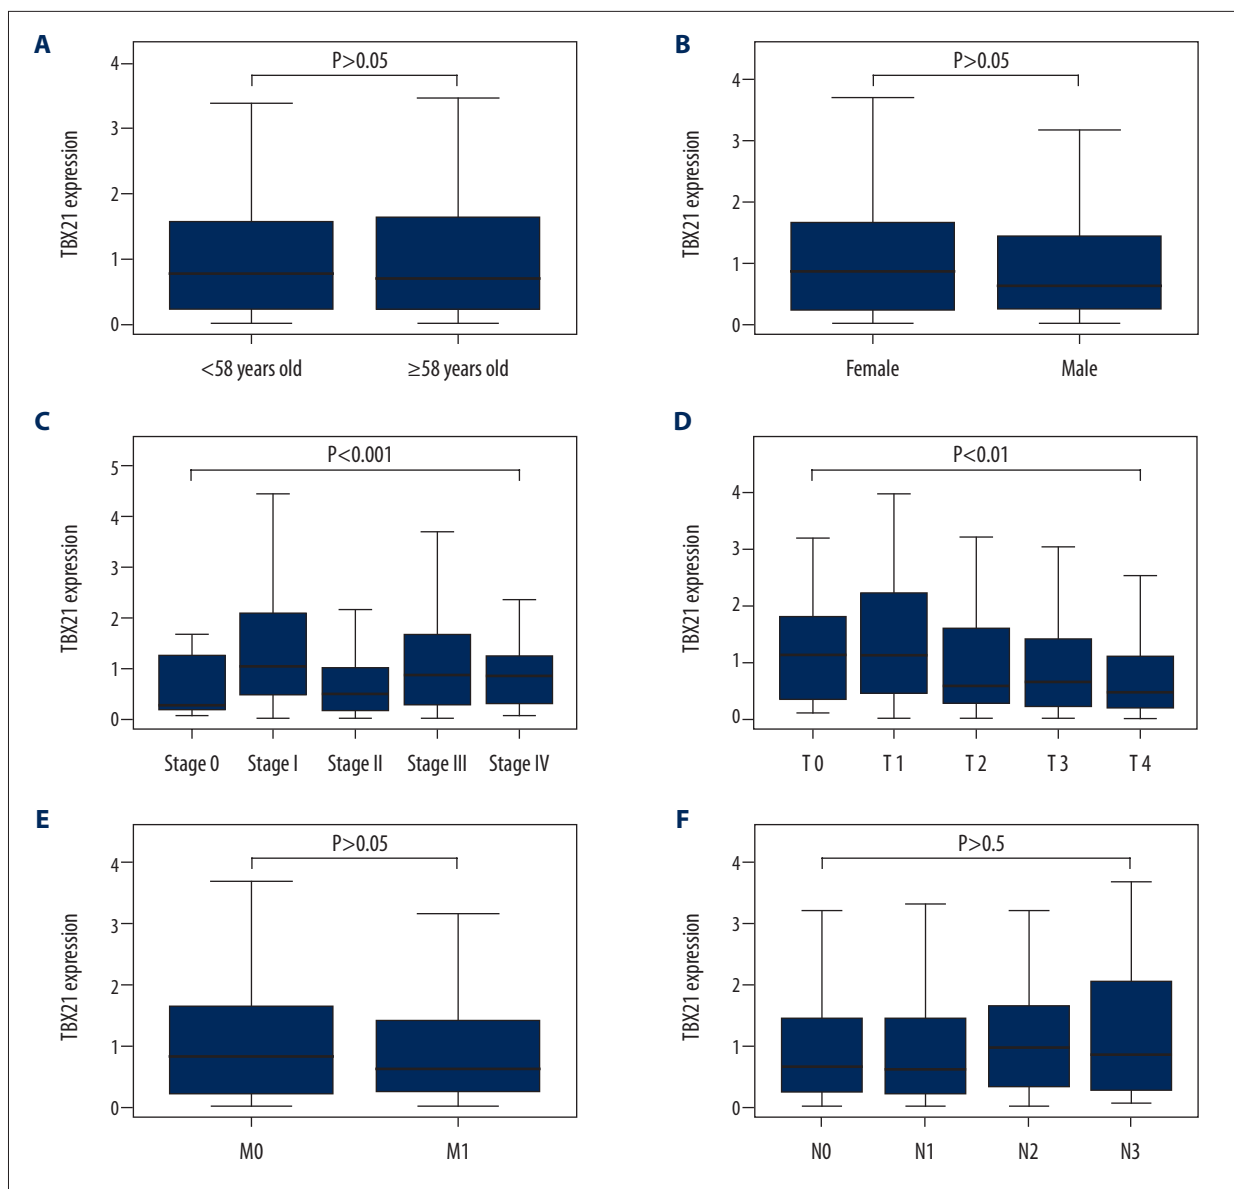 A
P>0.05
TBX21 expression
4
3
2
1
0
<58 years old
≥58 years old
B
P>0.05
TBX21 expression
4
3
2
1
0
Female
Male
C
P<0.001
TBX21 expression
5
4
3
2
1
0
Stage 0
Stage I
Stage II
Stage III
Stage IV
D
P<0.01
TBX21 expression
4
3
2
1
0
T 0
T 1
T 2
T 3
T 4
E
P>0.05
TBX21 expression
4
3
2
1
0
M0
M1
F
P>0.5
TBX21 expression
4
3
2
1
0
N0
N1
N2
N3